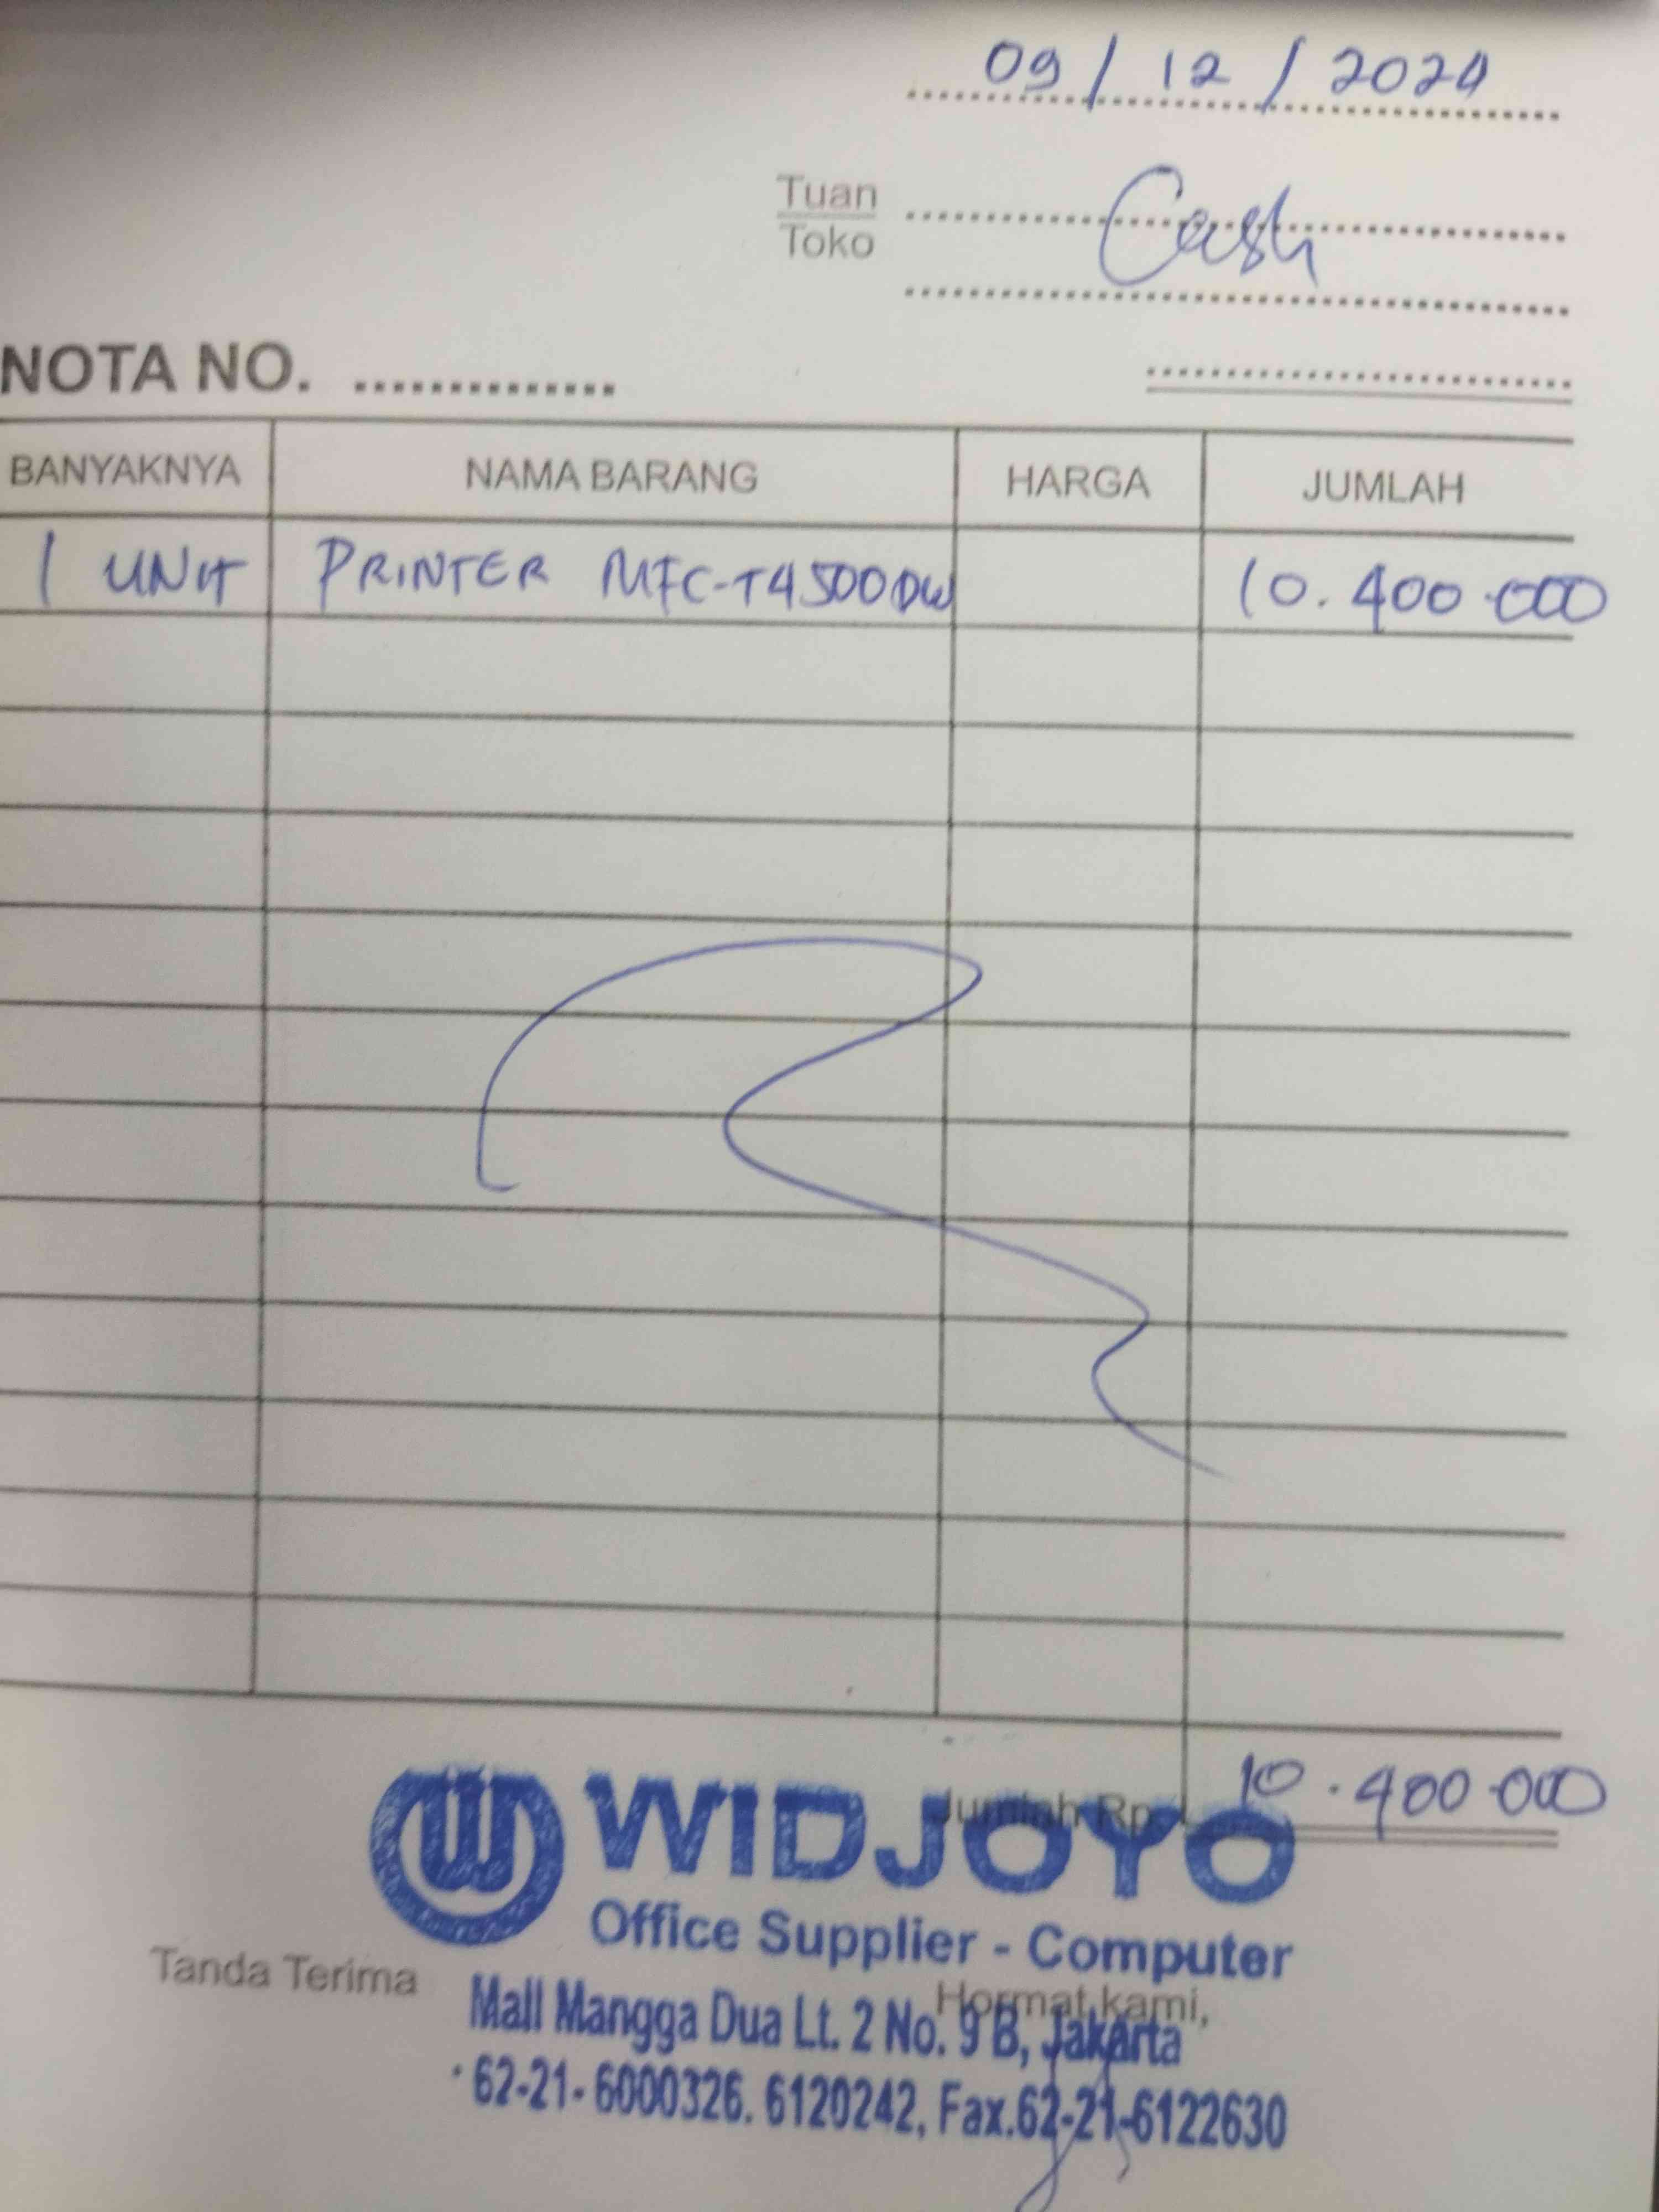 09 / 12 / 2024
Tuan
Toko
Cash
NOTA NO. ..............
BANYAKNYA NAMA BARANG HARGA JUMLAH
1 UNIT PRINTER MFC-T4500DW 10.400.000
Jumlah Rp. 10.400.000
WIDJOYO
Office Supplier - Computer
Tanda Terima
Hormat kami,
Mall Mangga Dua Lt. 2 No. 9 B, Jakarta
62-21- 6000326. 6120242, Fax.62-21-6122630